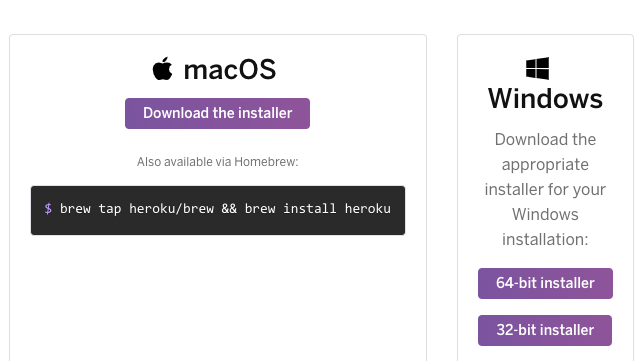 macOS
Download the installer
Also available via Homebrew:
$ brew tap heroku/brew && brew install heroku
Windows
Download the
appropriate
installer for your
Windows
installation:
64-bit installer
32-bit installer